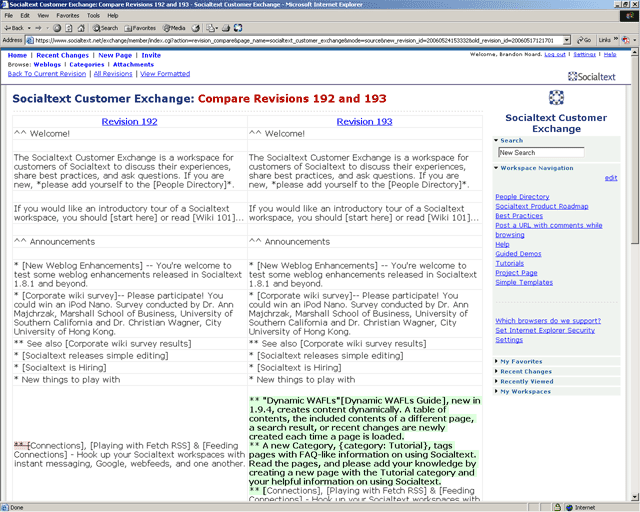 Socialtext Customer Exchange: Compare Revisions 192 and 193 - Microsoft Internet Explorer
File Edit View Favorites Tools Help
Back Search Favorites
Address https://www.socialtext.net/exchange/member/index.cgi?action=revision_compare&page_name=socialtext_customer_exchange&mode=source&new_revision_id=20060524153332&old_revision_id=20060517121701 Go Links
Home | Recent Changes | New Page | Invite
Welcome, Brandon Noard. Log out | Settings | Help
Browse: Weblogs | Categories | Attachments
Back To Current Revision | All Revisions | View Formatted
Socialtext
Socialtext Customer Exchange: Compare Revisions 192 and 193
Revision 192
^^ Welcome!
The Socialtext Customer Exchange is a workspace for
customers of Socialtext to discuss their experiences,
share best practices, and ask questions. If you are
new, *please add yourself to the [People Directory]*.
If you would like an introductory tour of a Socialtext
workspace, you should [start here] or read [Wiki 101]...
^^ Announcements
* [New Weblog Enhancements] -- You're welcome to
test some weblog enhancements released in Socialtext
1.8.1 and beyond.
* [Corporate wiki survey]-- Please participate! You
could win an iPod Nano. Survey conducted by Dr. Ann
Majchrzak, Marshall School of Business, University of
Southern California and Dr. Christian Wagner, City
University of Hong Kong.
** See also [Corporate wiki survey results]
* [Socialtext releases simple editing]
* [Socialtext is Hiring]
* New things to play with
** [Connections], [Playing with Fetch RSS] & [Feeding
Connections] - Hook up your Socialtext workspaces with
instant messaging, Google, webfeeds, and one another.
Revision 193
^^ Welcome!
The Socialtext Customer Exchange is a workspace for
customers of Socialtext to discuss their experiences,
share best practices, and ask questions. If you are
new, *please add yourself to the [People Directory]*.
If you would like an introductory tour of a Socialtext
workspace, you should [start here] or read [Wiki 101]...
^^ Announcements
* [New Weblog Enhancements] -- You're welcome to
test some weblog enhancements released in Socialtext
1.8.1 and beyond.
* [Corporate wiki survey]-- Please participate! You
could win an iPod Nano. Survey conducted by Dr. Ann
Majchrzak, Marshall School of Business, University of
Southern California and Dr. Christian Wagner, City
University of Hong Kong.
** See also [Corporate wiki survey results]
* [Socialtext releases simple editing]
* [Socialtext is Hiring]
* New things to play with
** "Dynamic WAFLs"[Dynamic WAFLs Guide], new in
1.9.4, creates content dynamically. A table of
contents, the included contents of a different page,
a search result, or recent changes are newly
created each time a page is loaded.
** A new Category, {category: Tutorial}, tags
pages with FAQ-like information on using Socialtext.
Read the pages, and please add your knowledge by
creating a new page with the Tutorial category and
your helpful information on using Socialtext.
** [Connections], [Playing with Fetch RSS] & [Feeding
Connections] - Hook up your Socialtext workspaces with
Socialtext Customer
Exchange
Search
New Search
Workspace Navigation
edit
People Directory
Socialtext Product Roadmap
Best Practices
Post a URL with comments while
browsing
Help
Guided Demos
Tutorials
Project Page
Simple Templates
Which browsers do we support?
Set Internet Explorer Security
Settings
My Favorites
Recent Changes
Recently Viewed
My Workspaces
Done
Internet